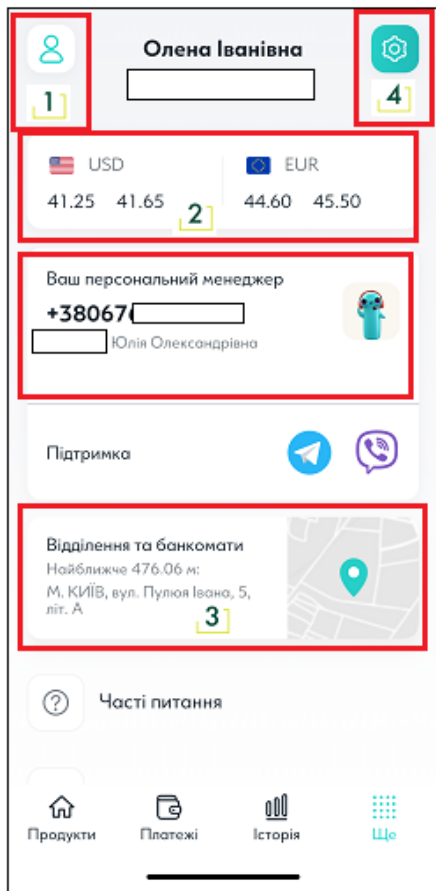 Олена Іванівна
1
4
USD
EUR
41.25 41.65
44.60 45.50
2
Ваш персональний менеджер
+38067
Юлія Олександрівна
Підтримка
Відділення та банкомати
Найближче 476.06 м:
М. КИЇВ, вул. Пулюя Івана, 5,
літ. А
3
Часті питання
Продукти
Платежі
Історія
Ще